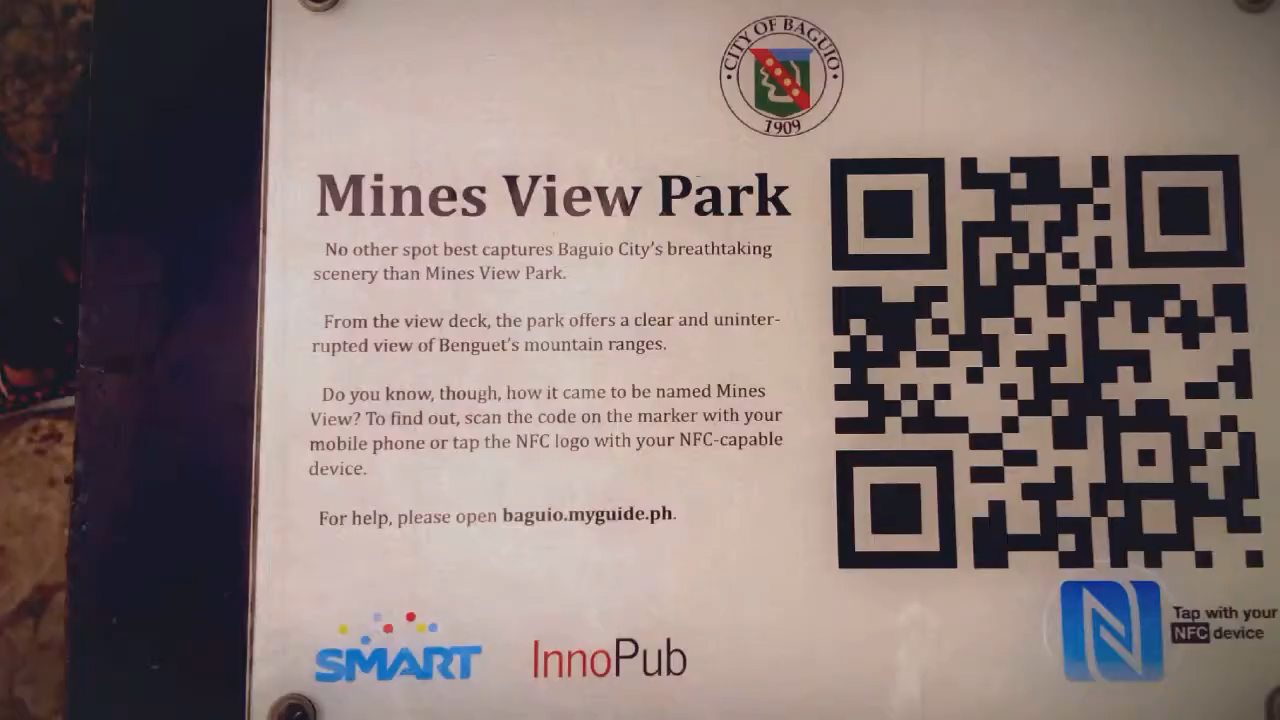 CITY OF BAGUIO
1909
Mines View Park
No other spot best captures Baguio City's breathtaking
scenery than Mines View Park.
From the view deck, the park offers a clear and uninter-
rupted view of Benguet's mountain ranges.
Do you know, though, how it came to be named Mines
View? To find out, scan the code on the marker with your
mobile phone or tap the NFC logo with your NFC-capable
device.
For help, please open baguio.myguide.ph.
SMART
InnoPub
Tap with your
NFC device